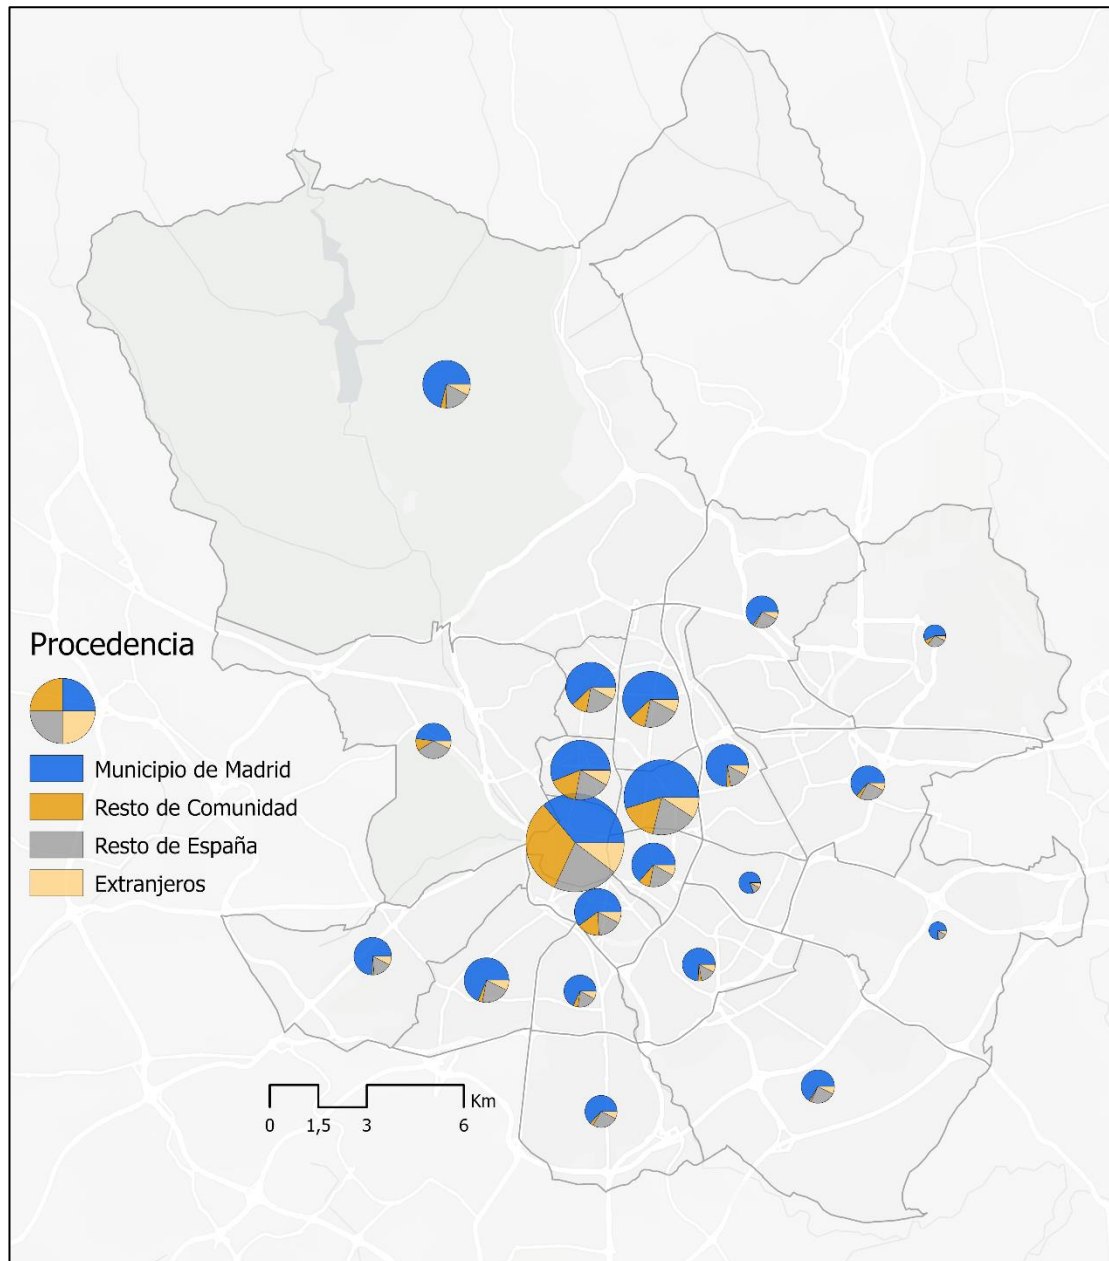 Procedencia
Municipio de Madrid
Resto de Comunidad
Resto de España
Extranjeros
Km
0 1,5 3 6